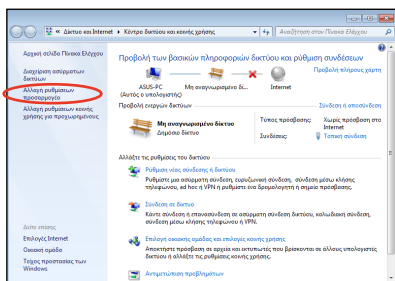 « Δίκτυο και Internet ▸ Κέντρο δικτύου και κοινής χρήσης
Αναζήτηση στον Πίνακα Ελέγχου
Αρχική σελίδα Πίνακα Ελέγχου
Διαχείριση ασύρματων
δικτύων
Αλλαγή ρυθμίσεων
προσαρμογέα
Αλλαγή ρυθμίσεων κοινής
χρήσης για προχωρημένους
Δείτε επίσης
Επιλογές Internet
Οικιακή ομάδα
Τείχος προστασίας των
Windows
Προβολή των βασικών πληροφοριών δικτύου και ρύθμιση συνδέσεων
Προβολή πλήρους χάρτη
ASUS-PC
(Αυτός ο υπολογιστής)
Μη αναγνωρισμένο δί...
Internet
Προβολή ενεργών δικτύων
Σύνδεση ή αποσύνδεση
Μη αναγνωρισμένο δίκτυο
Δημόσιο δίκτυο
Τύπος πρόσβασης: Χωρίς πρόσβαση στο
Internet
Συνδέσεις: Τοπική σύνδεση
Αλλάξτε τις ρυθμίσεις του δικτύου
Ρύθμιση νέας σύνδεσης ή δικτύου
Ρυθμίστε μια ασύρματη σύνδεση, ευρυζωνική σύνδεση, σύνδεση μέσω κλήσης
τηλεφώνου, ad hoc ή VPN ή ρυθμίστε ένα δρομολογητή ή σημείο πρόσβασης.
Σύνδεση σε δίκτυο
Κάντε σύνδεση ή επανασύνδεση σε ασύρματη σύνδεση δικτύου, καλωδιακή σύνδεση,
σύνδεση μέσω κλήσης τηλεφώνου ή VPN.
Επιλογή οικιακής ομάδας και επιλογές κοινής χρήσης
Αποκτήστε πρόσβαση σε αρχεία και εκτυπωτές που βρίσκονται σε άλλους υπολογιστές
δικτύου ή αλλάξτε τις ρυθμίσεις κοινής χρήσης.
Αντιμετώπιση προβλημάτων